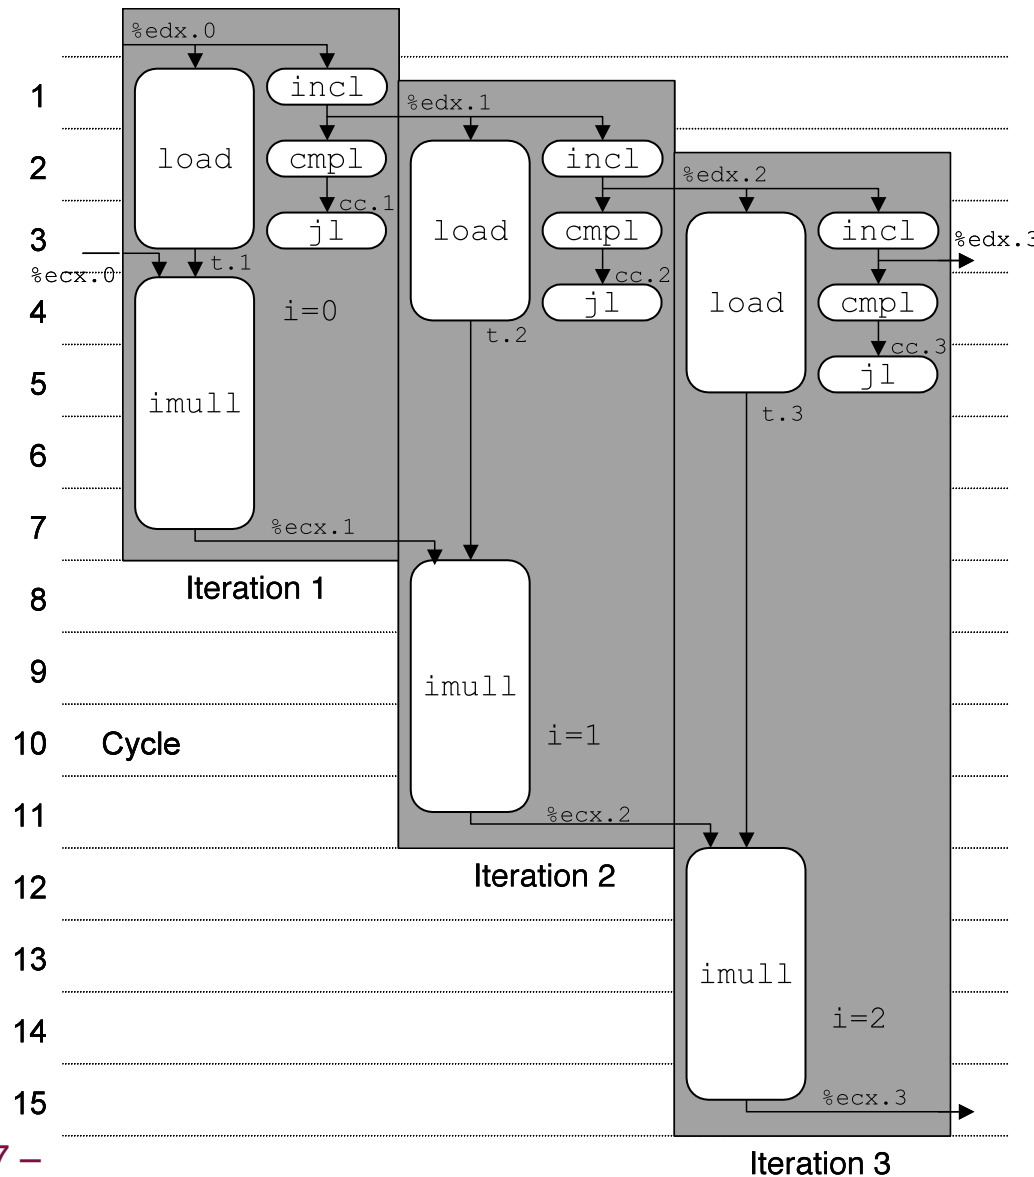 %edx.0
1
incl
%edx.1
load
cmpl
incl
2
%edx.2
cc.1
jl
load
cmpl
incl
3
%edx.3
t.1
%ecx.0
cc.2
4
i=0
jl
load
cmpl
t.2
cc.3
5
imull
jl
t.3
6
7
%ecx.1
Iteration 1
8
9
imull
10
Cycle
i=1
11
%ecx.2
Iteration 2
12
13
imull
14
i=2
15
%ecx.3
7 –
Iteration 3